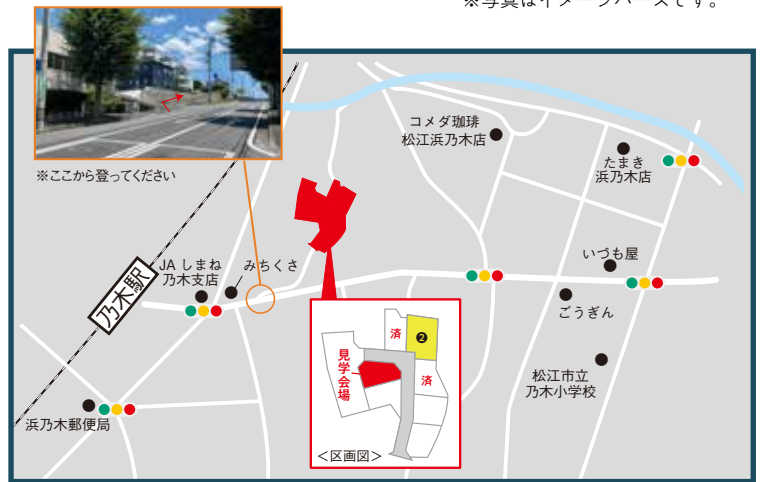 ※写真はイメージパースです。
※ここから登ってください
コメダ珈琲
松江浜乃木店
たまき
浜乃木店
乃木駅
JA しまね
乃木支店
みちくさ
いづも屋
ごうぎん
松江市立
乃木小学校
浜乃木郵便局
済
❷
見学会場
済
＜区画図＞